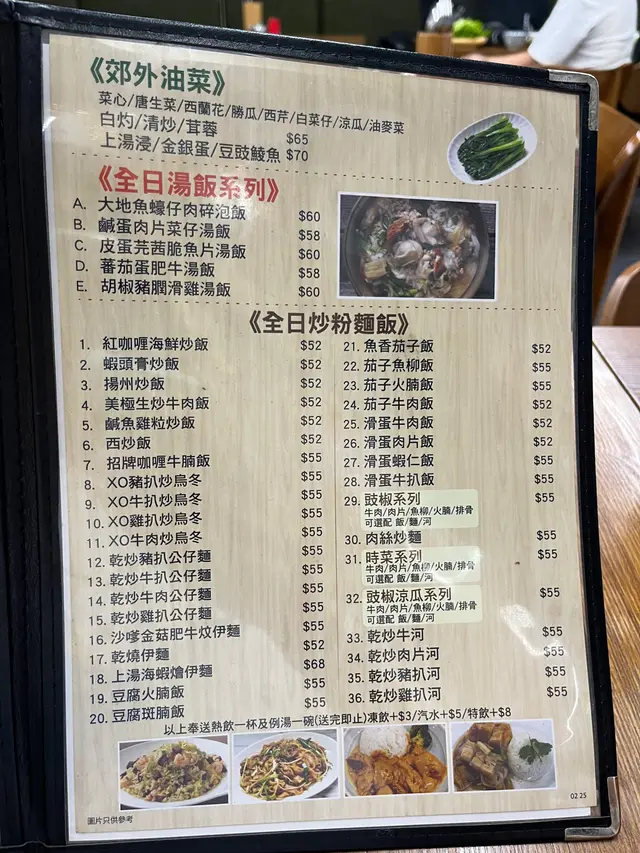 《郊外油菜》
菜心/唐生菜/西蘭花/勝瓜/西芹/白菜仔/涼瓜/油麥菜
白灼/清炒/茸蓉 $65
上湯浸/金銀蛋/豆豉鯪魚 $70
《全日湯飯系列》
A. 大地魚蠔仔肉碎泡飯 $60
B. 鹹蛋肉片菜仔湯飯 $58
C. 皮蛋芫茜脆魚片湯飯 $60
D. 蕃茄蛋肥牛湯飯 $58
E. 胡椒豬膶滑雞湯飯 $60
《全日炒粉麵飯》
1. 紅咖喱海鮮炒飯 $52
2. 蝦頭膏炒飯 $52
3. 揚州炒飯 $52
4. 美極生炒牛肉飯 $52
5. 鹹魚雞粒炒飯 $52
6. 西炒飯 $52
7. 招牌咖喱牛腩飯 $55
8. XO豬扒炒烏冬 $55
9. XO牛扒炒烏冬 $55
10. XO雞扒炒烏冬 $55
11. XO牛肉炒烏冬 $55
12. 乾炒豬扒公仔麵 $55
13. 乾炒牛扒公仔麵 $55
14. 乾炒牛肉公仔麵 $55
15. 乾炒雞扒公仔麵 $55
16. 沙嗲金菇肥牛炆伊麵 $55
17. 乾燒伊麵 $52
18. 上湯海蝦燴伊麵 $68
19. 豆腐火腩飯 $55
20. 豆腐斑腩飯 $55
21. 魚香茄子飯 $52
22. 茄子魚柳飯 $55
23. 茄子火腩飯 $55
24. 茄子牛肉飯 $52
25. 滑蛋牛肉飯 $52
26. 滑蛋肉片飯 $52
27. 滑蛋蝦仁飯 $55
28. 滑蛋牛扒飯 $55
29. 豉椒系列 $55
牛肉/肉片/魚柳/火腩/排骨
可選配 飯/麵/河
30. 肉絲炒麵 $55
31. 時菜系列 $55
牛肉/肉片/魚柳/火腩/排骨
可選配 飯/麵/河
32. 豉椒涼瓜系列 $55
牛肉/肉片/魚柳/火腩/排骨
可選配 飯/麵/河
33. 乾炒牛河 $55
34. 乾炒肉片河 $55
35. 乾炒豬扒河 $55
36. 乾炒雞扒河 $55
以上奉送熱飲一杯及例湯一碗(送完即止)凍飲+$3/汽水+$5/特飲+$8
圖片只供參考
02 25